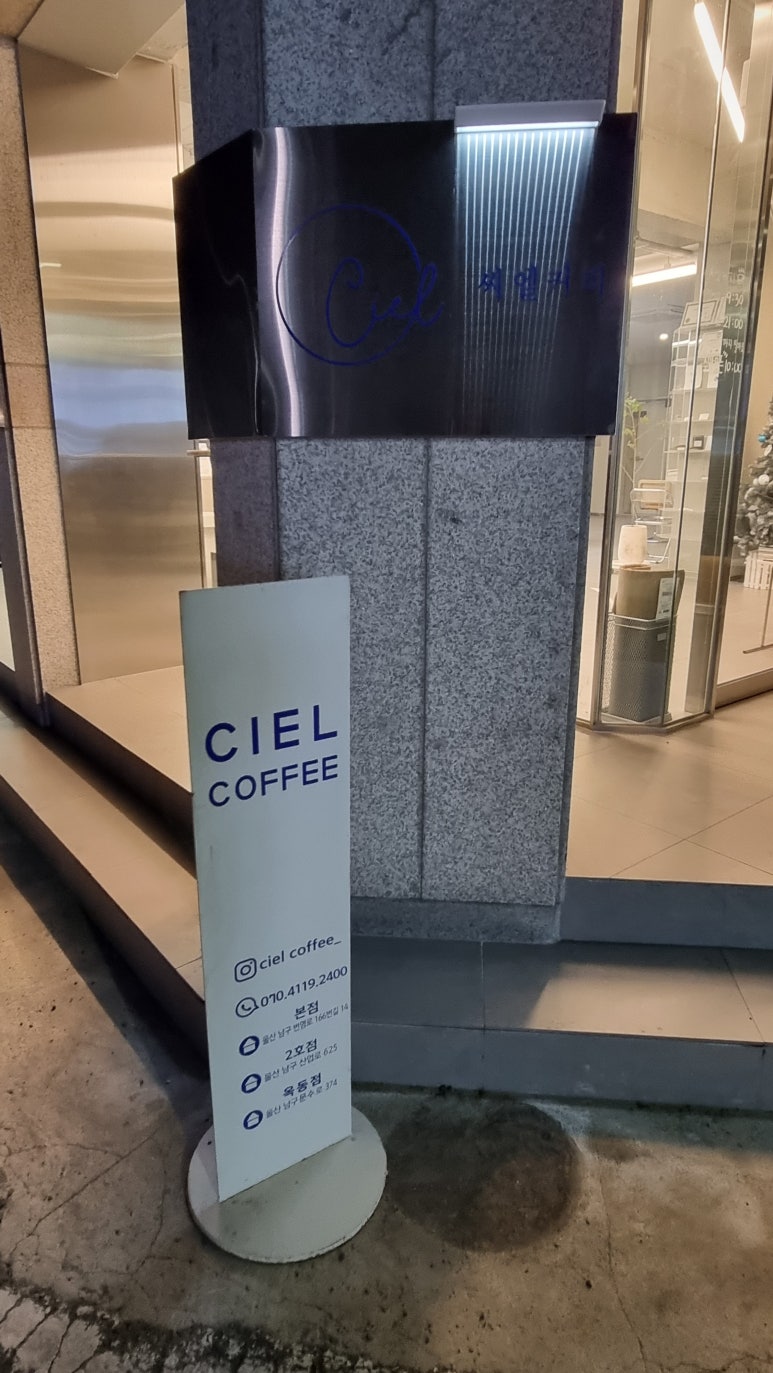 Ciel
씨엘커피
CIEL
COFFEE
ciel coffee_
070.4119.2400
본점
울산 남구 번영로 166번길 14
2호점
울산 남구 산업로 625
옥동점
울산 남구 문수로 374